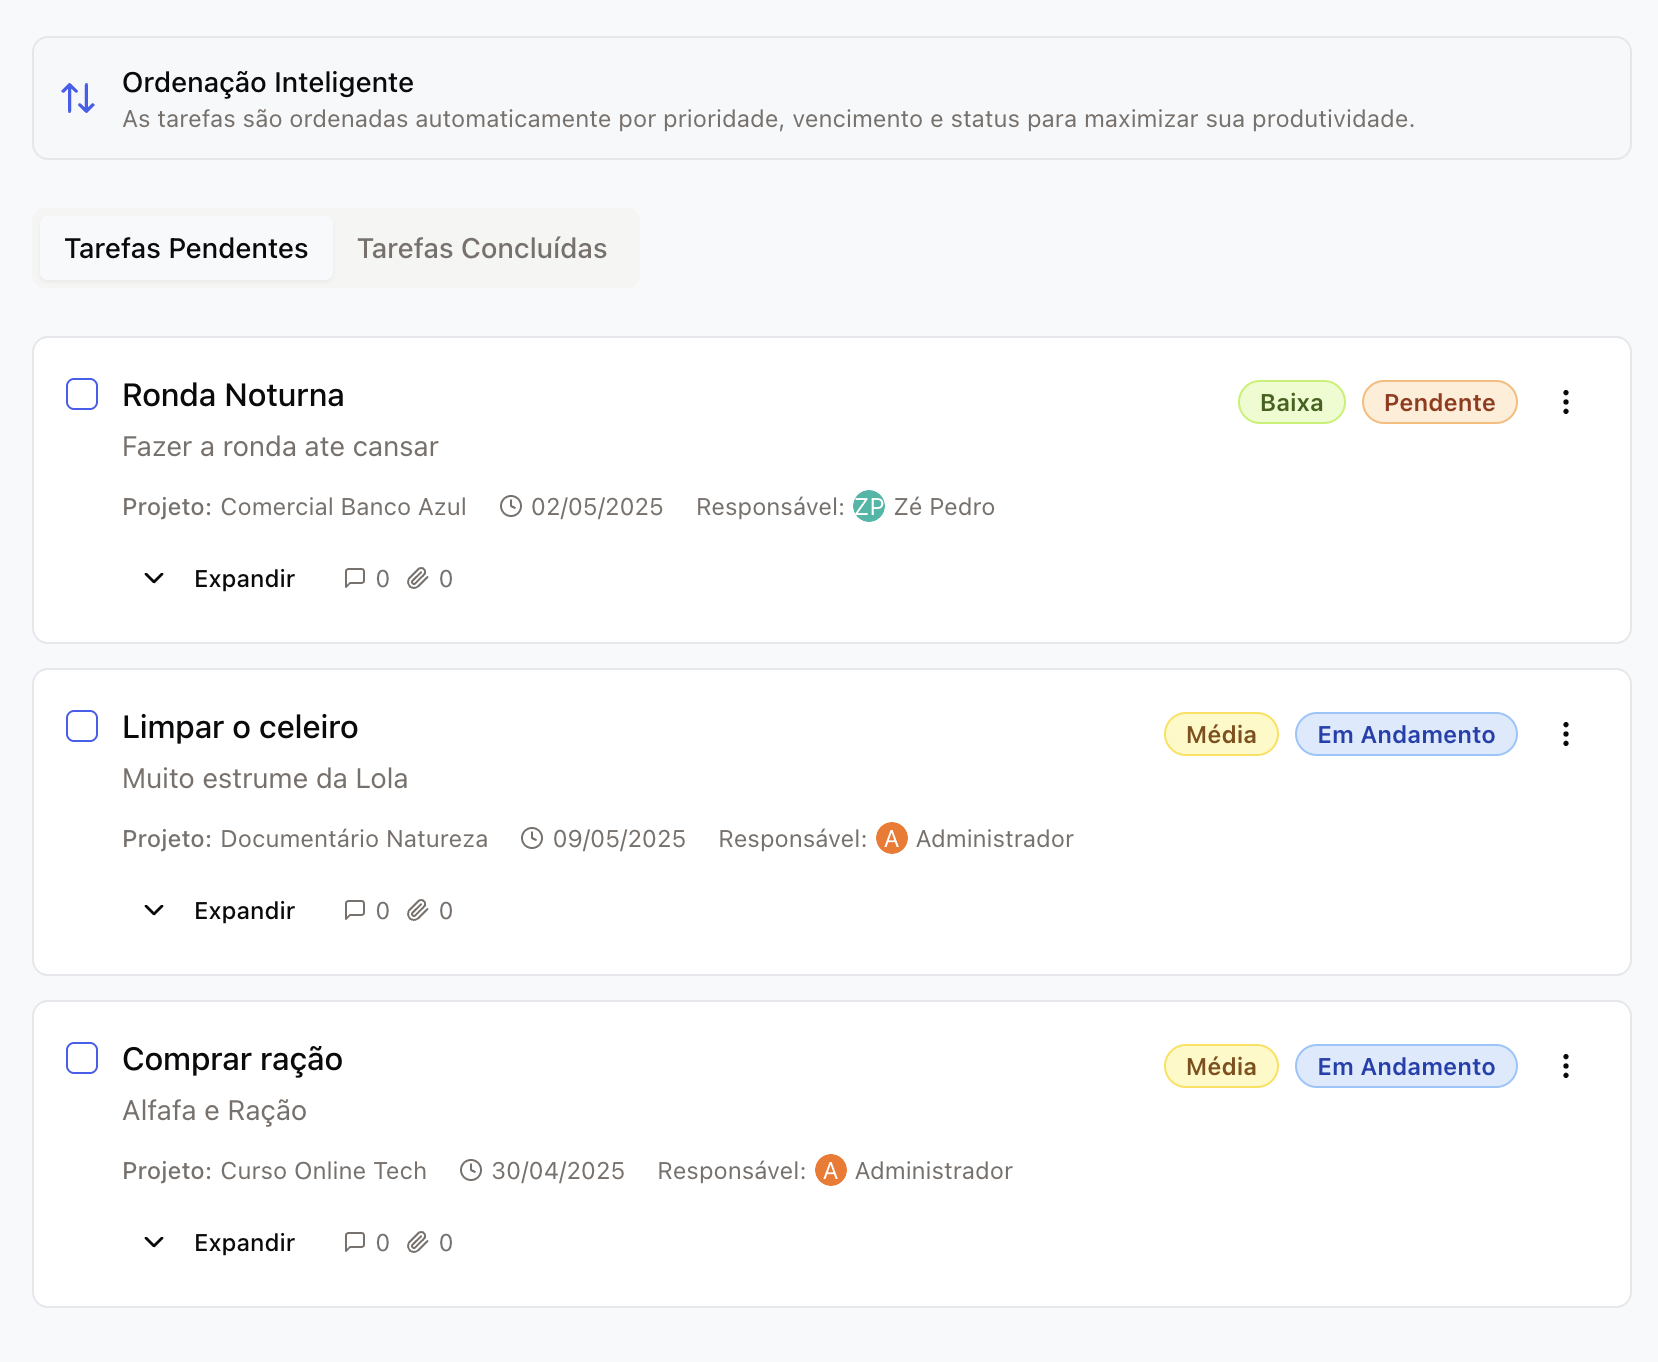 Ordenação Inteligente
As tarefas são ordenadas automaticamente por prioridade, vencimento e status para maximizar sua produtividade.
Tarefas Pendentes Tarefas Concluídas
Ronda Noturna Baixa Pendente
Fazer a ronda ate cansar
Projeto: Comercial Banco Azul 02/05/2025 Responsável: ZP Zé Pedro
Expandir 0 0
Limpar o celeiro Média Em Andamento
Muito estrume da Lola
Projeto: Documentário Natureza 09/05/2025 Responsável: A Administrador
Expandir 0 0
Comprar ração Média Em Andamento
Alfafa e Ração
Projeto: Curso Online Tech 30/04/2025 Responsável: A Administrador
Expandir 0 0